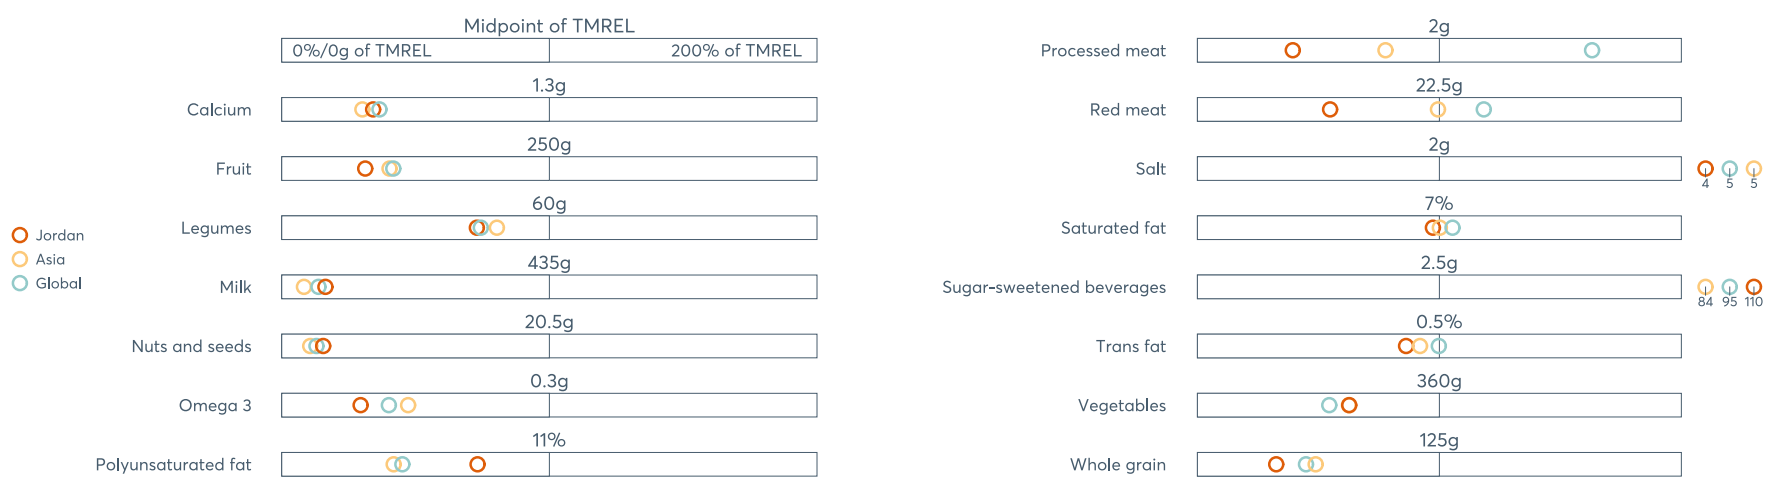 Midpoint of TMREL
0%/0g of TMREL 200% of TMREL
Calcium 1.3g
Fruit 250g
Legumes 60g
Milk 435g
Nuts and seeds 20.5g
Omega 3 0.3g
Polyunsaturated fat 11%
Jordan
Asia
Global
Processed meat 2g
Red meat 22.5g
Salt 2g
4 5 5
Saturated fat 7%
Sugar-sweetened beverages 2.5g
84 95 110
Trans fat 0.5%
Vegetables 360g
Whole grain 125g